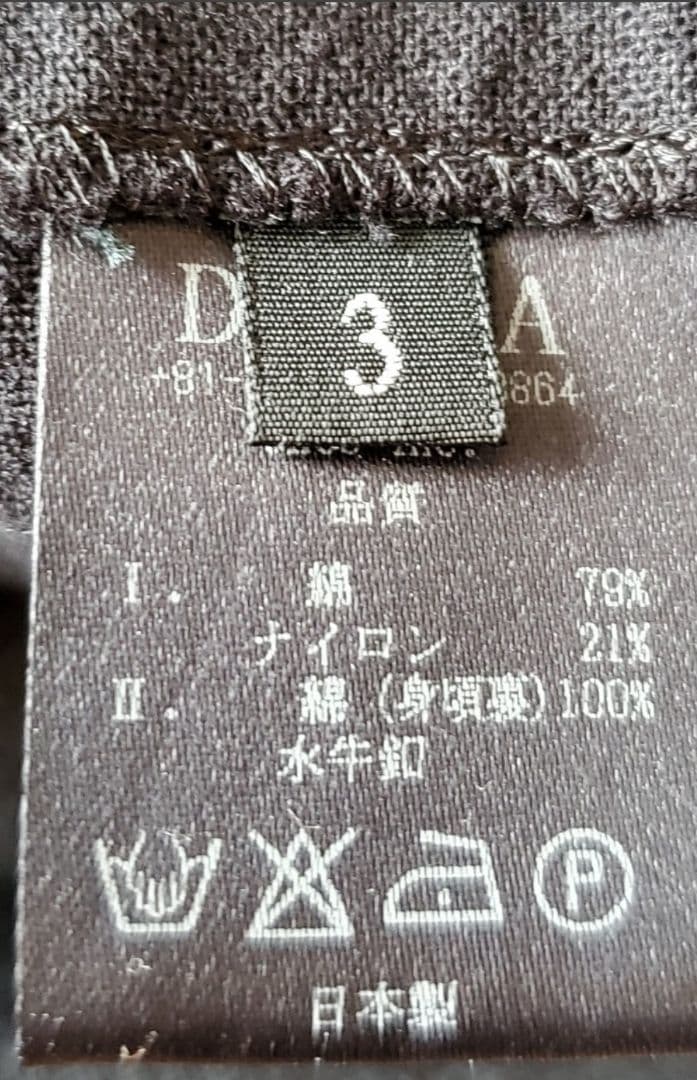 D 3 A
+81- 864
品質
I. 綿 79%
ナイロン 21%
II. 綿(身頃裏)100%
水牛釦
P
日本製